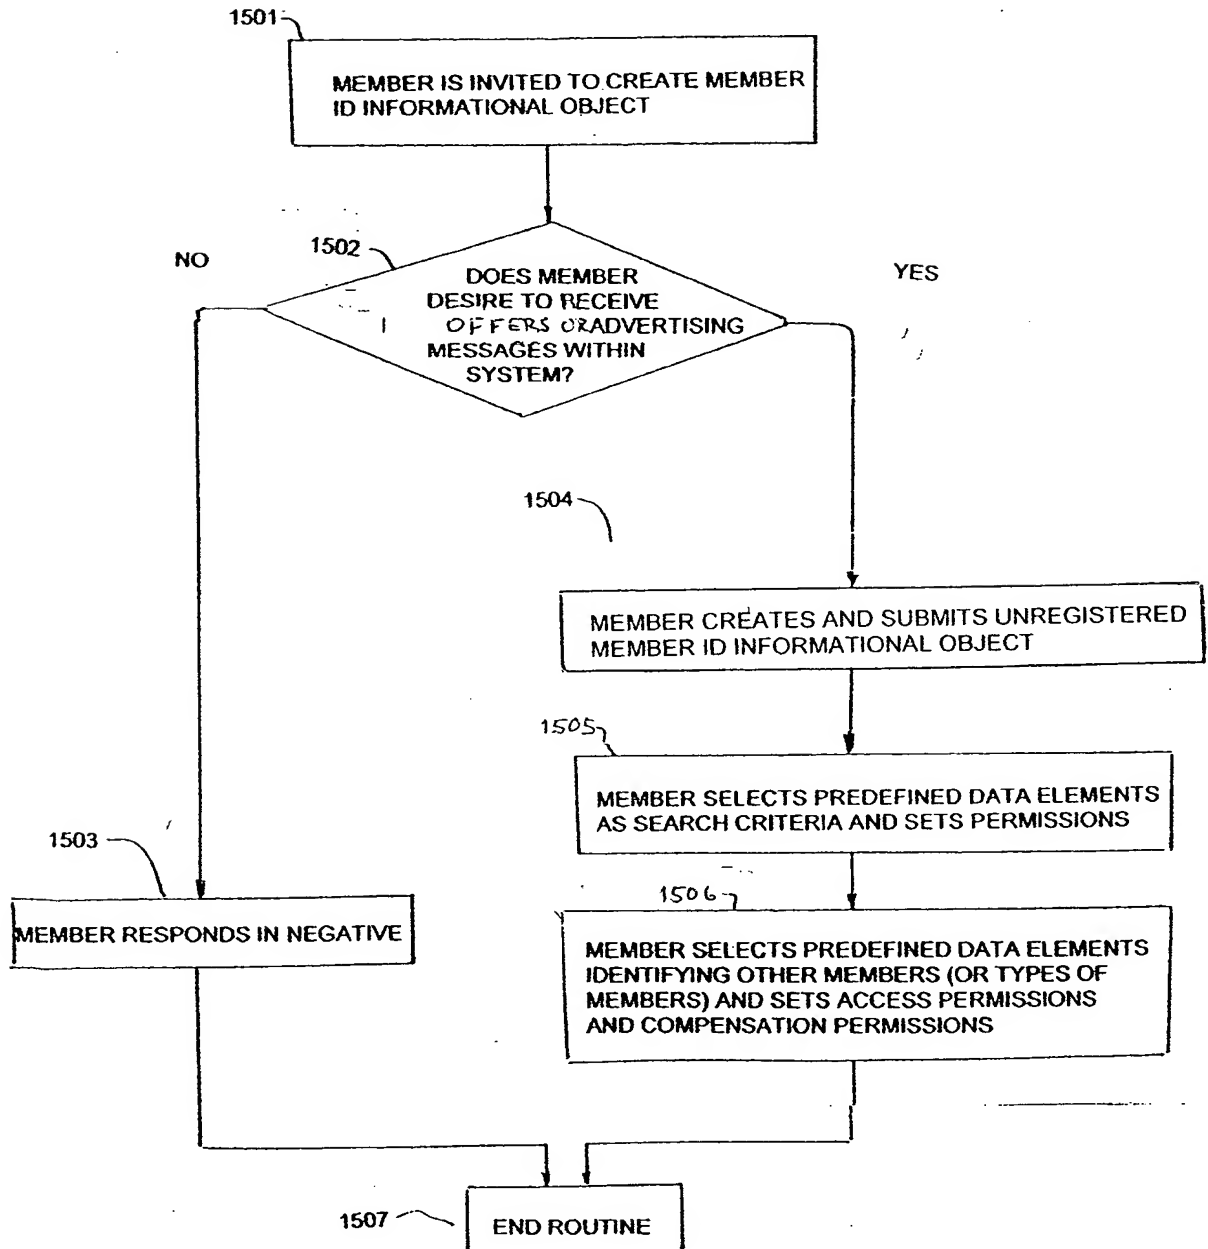 1501
MEMBER IS INVITED TO CREATE MEMBER
ID INFORMATIONAL OBJECT
1502
NO
YES
DOES MEMBER
DESIRE TO RECEIVE
OFFERS OR ADVERTISING
MESSAGES WITHIN
SYSTEM?
1504
MEMBER CREATES AND SUBMITS UNREGISTERED
MEMBER ID INFORMATIONAL OBJECT
1505
MEMBER SELECTS PREDEFINED DATA ELEMENTS
AS SEARCH CRITERIA AND SETS PERMISSIONS
1503
MEMBER RESPONDS IN NEGATIVE
1506
MEMBER SELECTS PREDEFINED DATA ELEMENTS
IDENTIFYING OTHER MEMBERS (OR TYPES OF
MEMBERS) AND SETS ACCESS PERMISSIONS
AND COMPENSATION PERMISSIONS
1507
END ROUTINE